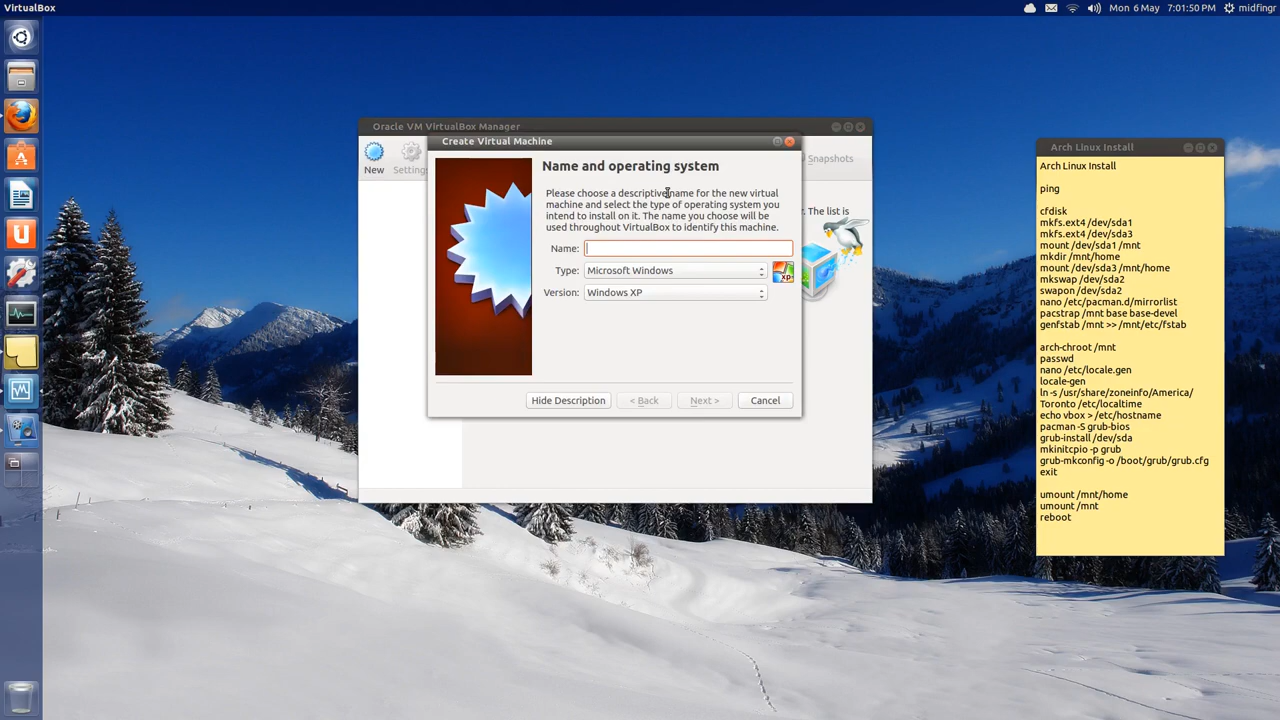 VirtualBox
Mon 6 May 7:01:50 PM midfingr
Oracle VM VirtualBox Manager
New
Settings
Snapshots
. The list is
Create Virtual Machine
Name and operating system
Please choose a descriptive name for the new virtual
machine and select the type of operating system you
intend to install on it. The name you choose will be
used throughout VirtualBox to identify this machine.
Name:
Type: Microsoft Windows
XP
Version: Windows XP
Hide Description < Back Next > Cancel
Arch Linux Install
Arch Linux Install
ping
cfdisk
mkfs.ext4 /dev/sda1
mkfs.ext4 /dev/sda3
mount /dev/sda1 /mnt
mkdir /mnt/home
mount /dev/sda3 /mnt/home
mkswap /dev/sda2
swapon /dev/sda2
nano /etc/pacman.d/mirrorlist
pacstrap /mnt base base-devel
genfstab /mnt >> /mnt/etc/fstab
arch-chroot /mnt
passwd
nano /etc/locale.gen
locale-gen
ln -s /usr/share/zoneinfo/America/
Toronto /etc/localtime
echo vbox > /etc/hostname
pacman -S grub-bios
grub-install /dev/sda
mkinitcpio -p grub
grub-mkconfig -o /boot/grub/grub.cfg
exit
umount /mnt/home
umount /mnt
reboot